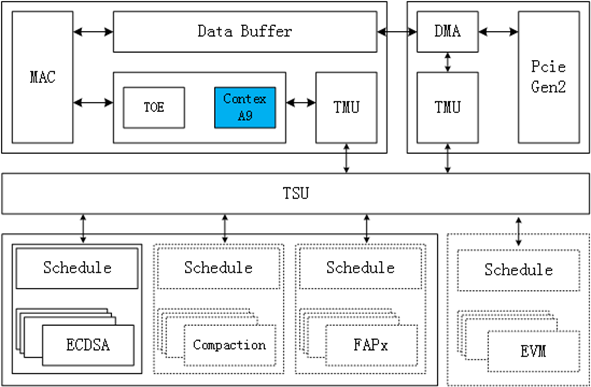 Data Buffer
DMA
MAC
Pcie
Gen2
TOE
Contex
A9
TMU
TMU
TSU
Schedule
Schedule
Schedule
Schedule
ECDSA
Compaction
FAPx
EVM